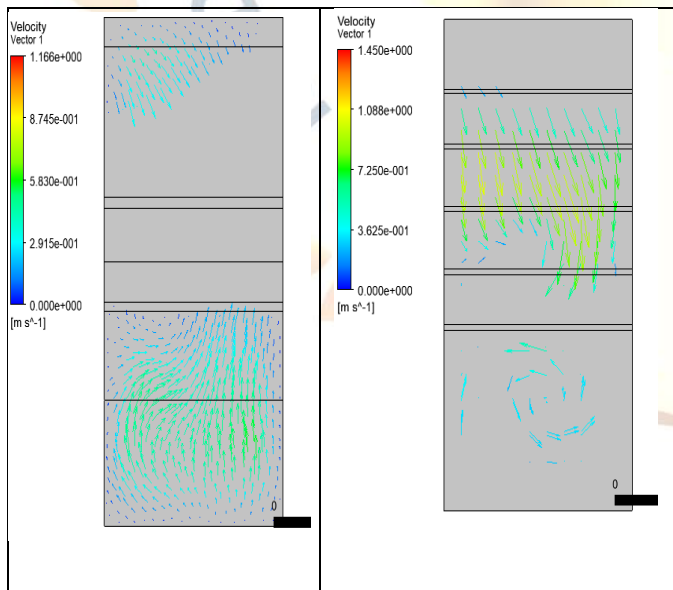 Velocity
Vector 1
1.166e+000
8.745e-001
5.830e-001
2.915e-001
0.000e+000
[m s^-1]
0
Velocity
Vector 1
1.450e+000
1.088e+000
7.250e-001
3.625e-001
0.000e+000
[m s^-1]
0